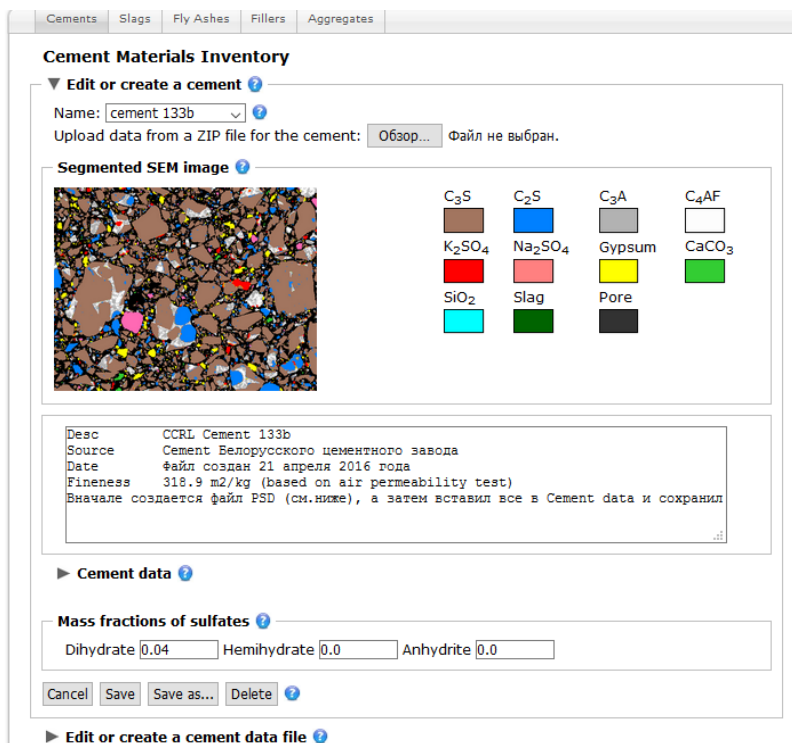 Cements Slags Fly Ashes Fillers Aggregates
Cement Materials Inventory
▼ Edit or create a cement ?
Name: cement 133b ?
Upload data from a ZIP file for the cement: Обзор... Файл не выбран.
Segmented SEM image ?
C₃S C₂S C₃A C₄AF
K₂SO₄ Na₂SO₄ Gypsum CaCO₃
SiO₂ Slag Pore
Desc CCRL Cement 133b
Source Cement Белорусского цементного завода
Date Файл создан 21 апреля 2016 года
Fineness 318.9 m2/kg (based on air permeability test)
Вначале создается файл PSD (см.ниже), а затем вставил все в Cement data и сохранил
▶ Cement data ?
Mass fractions of sulfates ?
Dihydrate 0.04 Hemihydrate 0.0 Anhydrite 0.0
Cancel Save Save as... Delete ?
▶ Edit or create a cement data file ?